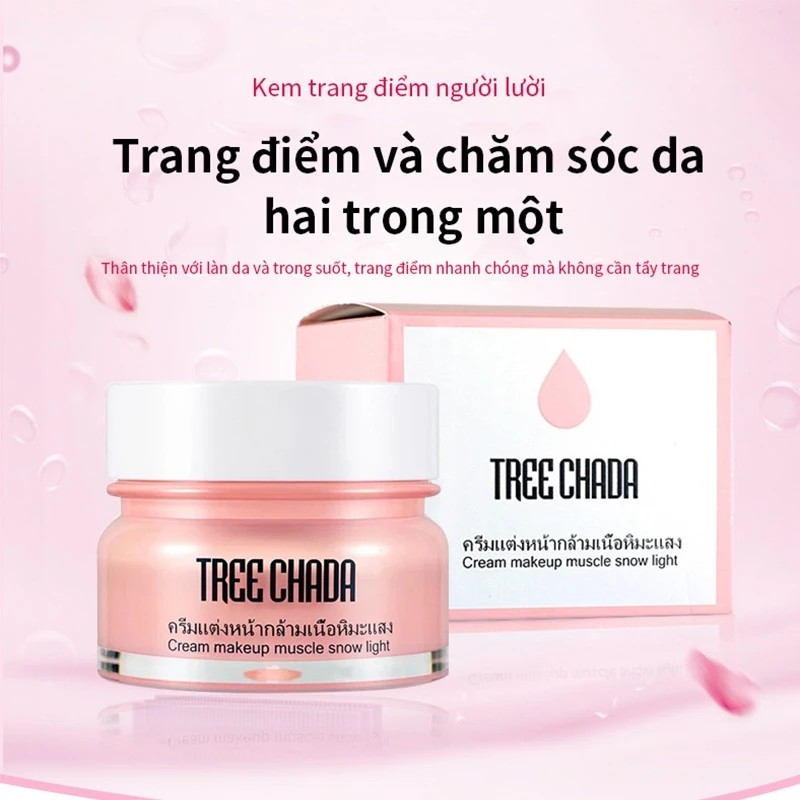 Kem trang điểm người lười
Trang điểm và chăm sóc da
hai trong một
Thân thiện với làn da và trong suốt, trang điểm nhanh chóng mà không cần tẩy trang
TREE CHADA
ครีมแต่งหน้ากล้ามเนื้อหิมะแสง
Cream makeup muscle snow light
TREE CHADA
ครีมแต่งหน้ากล้ามเนื้อหิมะแสง
Cream makeup muscle snow light